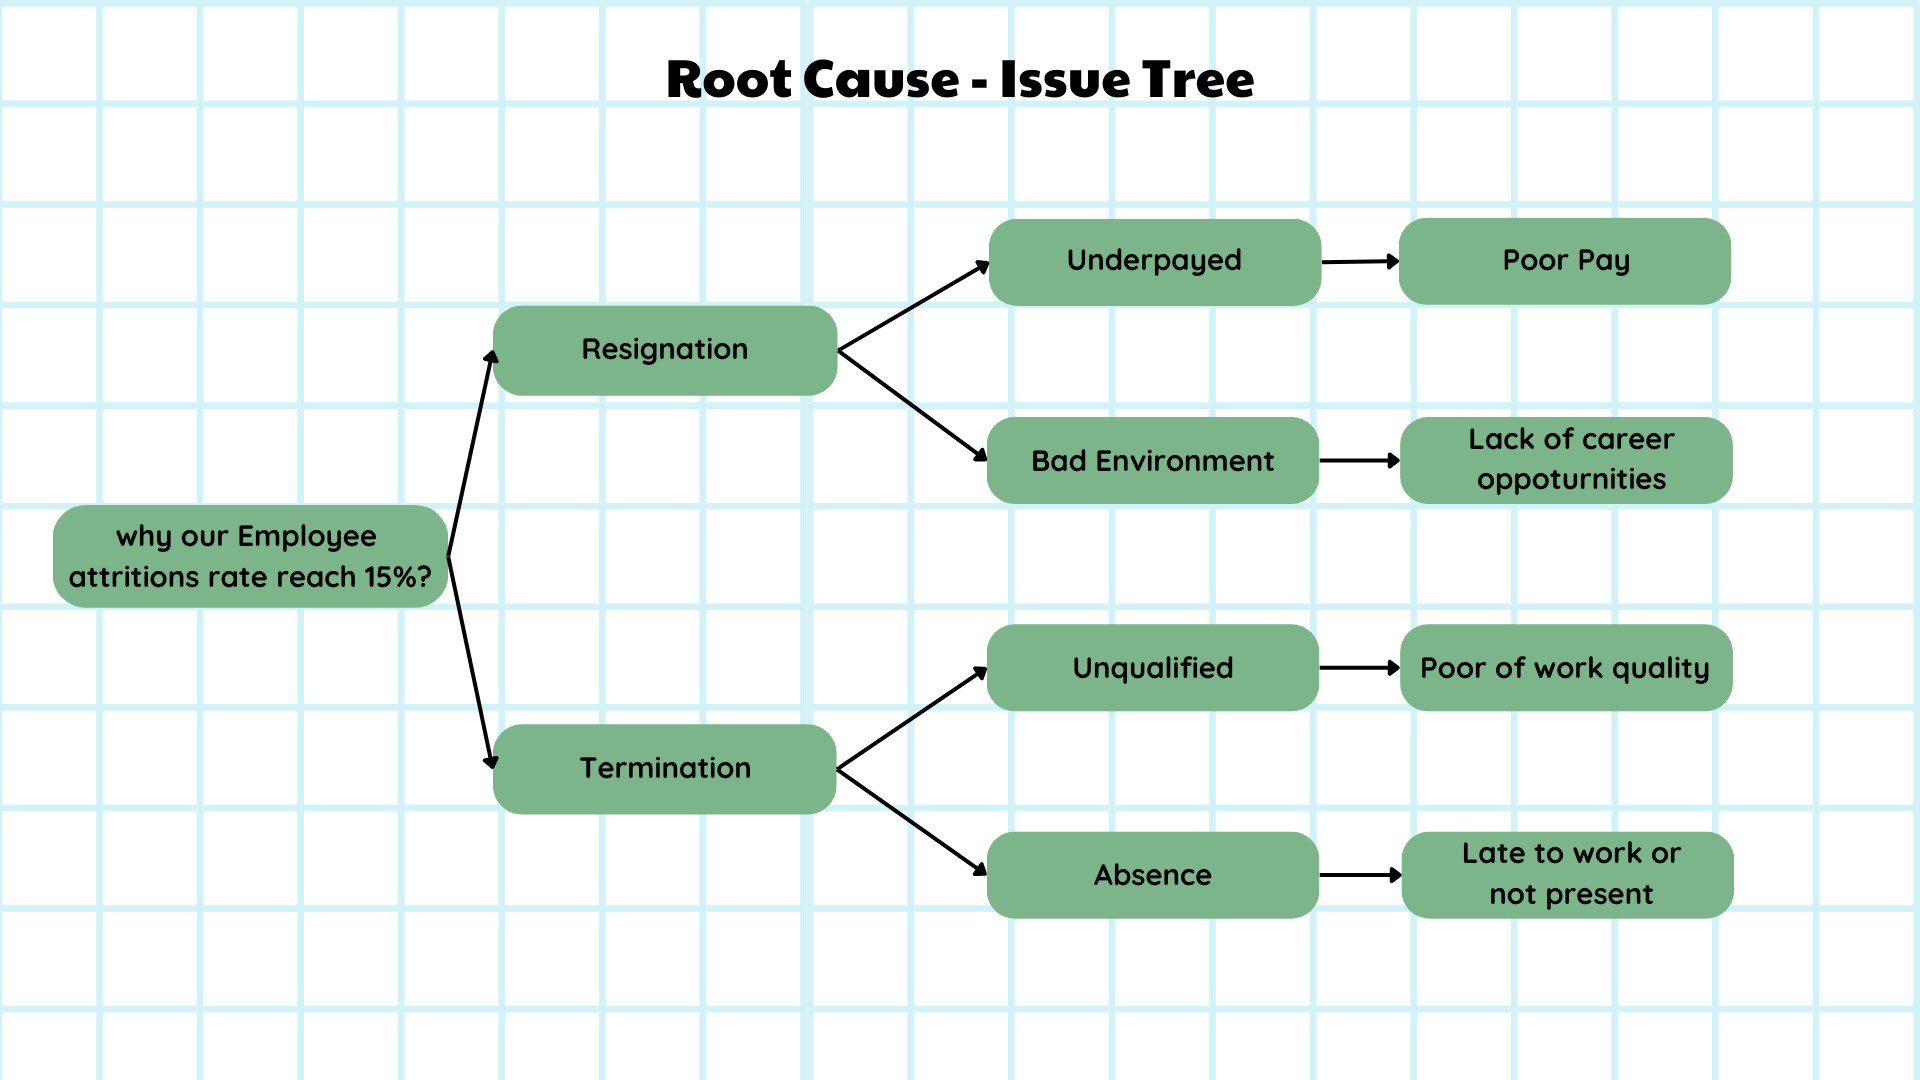 Root Cause - Issue Tree
why our Employee
attritions rate reach 15%?
Resignation
Termination
Underpayed
Poor Pay
Bad Environment
Lack of career
oppoturnities
Unqualified
Poor of work quality
Absence
Late to work or
not present